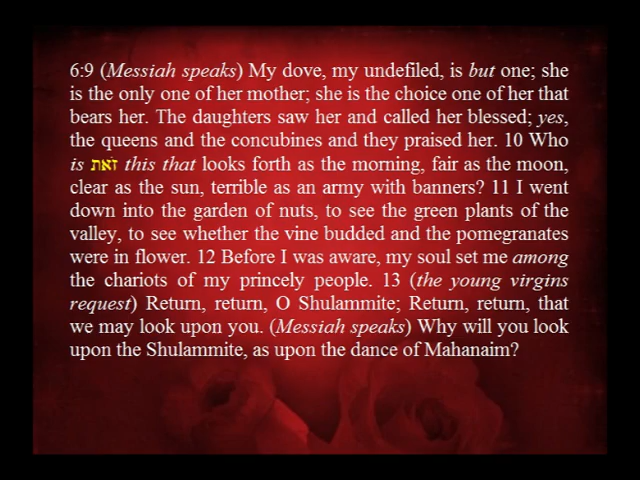 6:9 (Messiah speaks) My dove, my undefiled, is but one; she
is the only one of her mother; she is the choice one of her that
bears her. The daughters saw her and called her blessed; yes,
the queens and the concubines and they praised her. 10 Who
is זֹאת this that looks forth as the morning, fair as the moon,
clear as the sun, terrible as an army with banners? 11 I went
down into the garden of nuts, to see the green plants of the
valley, to see whether the vine budded and the pomegranates
were in flower. 12 Before I was aware, my soul set me among
the chariots of my princely people. 13 (the young virgins
request) Return, return, O Shulammite; Return, return, that
we may look upon you. (Messiah speaks) Why will you look
upon the Shulammite, as upon the dance of Mahanaim?